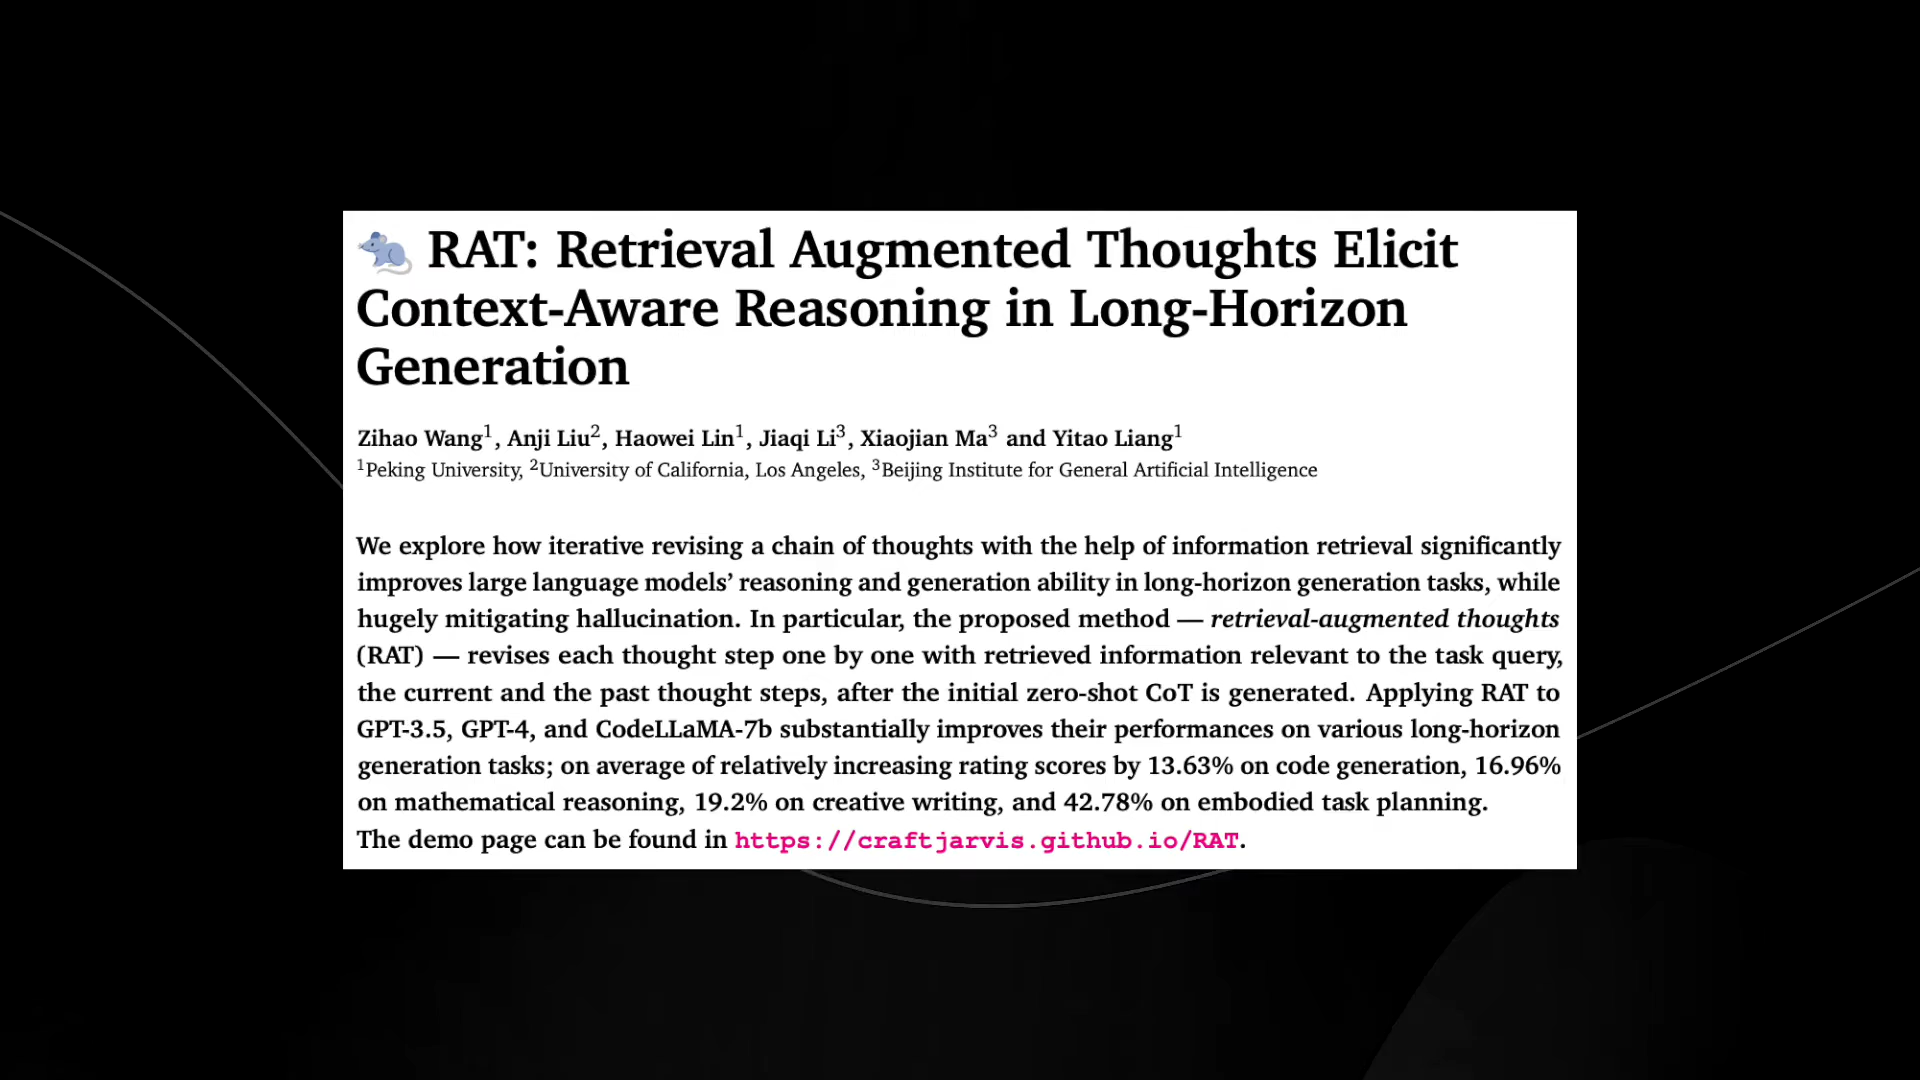 RAT: Retrieval Augmented Thoughts Elicit
Context-Aware Reasoning in Long-Horizon
Generation
Zihao Wang¹, Anji Liu², Haowei Lin¹, Jiaqi Li³, Xiaojian Ma³ and Yitao Liang¹
¹Peking University, ²University of California, Los Angeles, ³Beijing Institute for General Artificial Intelligence
We explore how iterative revising a chain of thoughts with the help of information retrieval significantly
improves large language models’ reasoning and generation ability in long-horizon generation tasks, while
hugely mitigating hallucination. In particular, the proposed method — retrieval-augmented thoughts
(RAT) — revises each thought step one by one with retrieved information relevant to the task query,
the current and the past thought steps, after the initial zero-shot CoT is generated. Applying RAT to
GPT-3.5, GPT-4, and CodeLLaMA-7b substantially improves their performances on various long-horizon
generation tasks; on average of relatively increasing rating scores by 13.63% on code generation, 16.96%
on mathematical reasoning, 19.2% on creative writing, and 42.78% on embodied task planning.
The demo page can be found in https://craftjarvis.github.io/RAT.